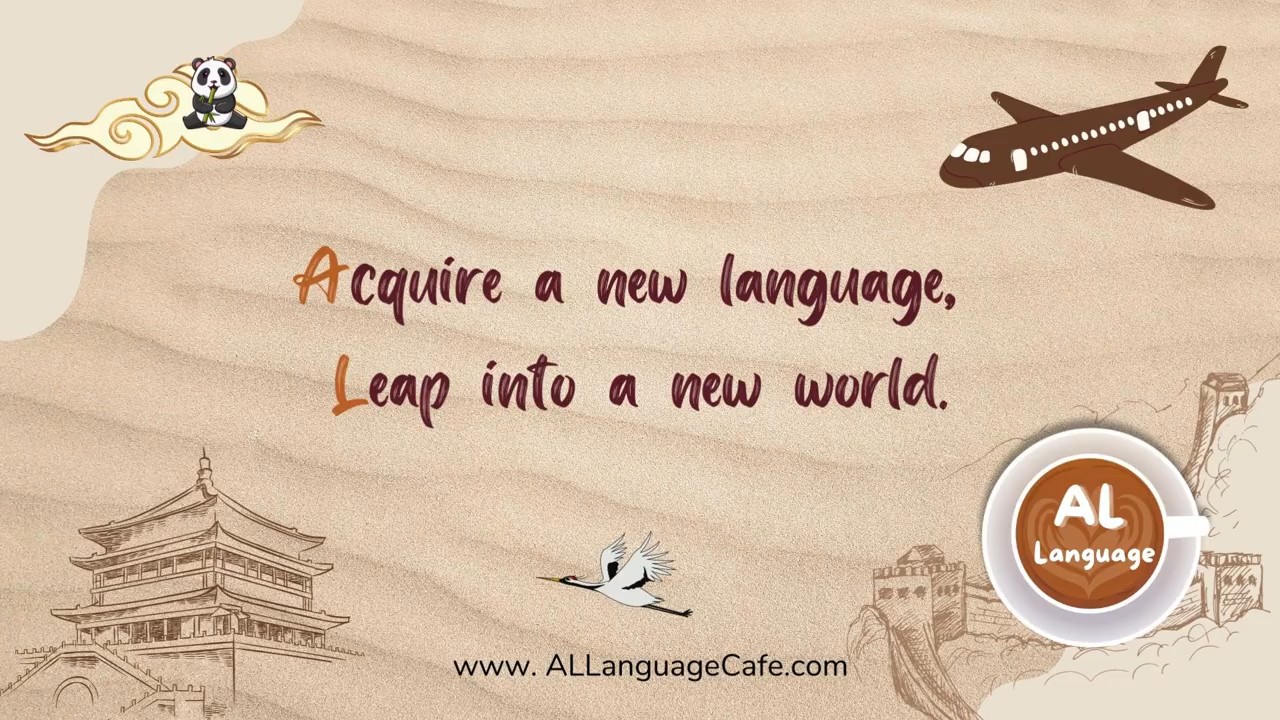 Acquire a new language,
Leap into a new world.
AL
Language
www. ALLanguageCafe.com